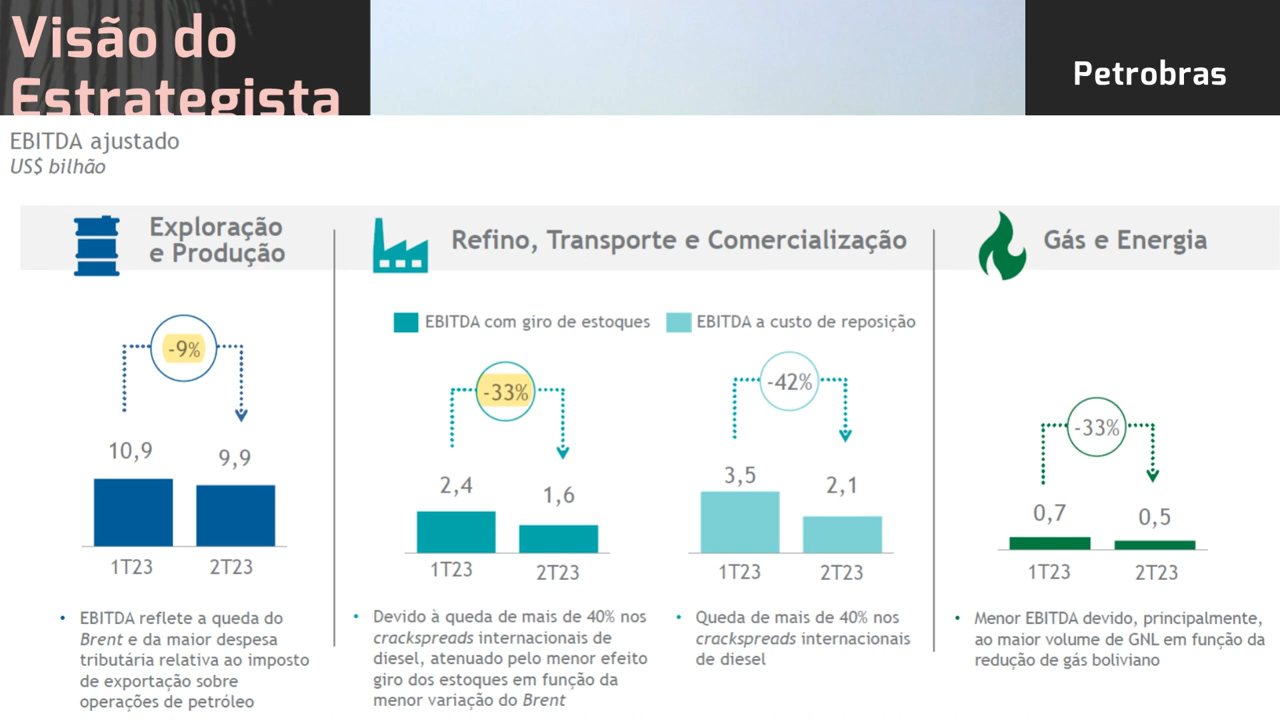 Visão do
Estrategista
Petrobras
EBITDA ajustado
US$ bilhão
Exploração
e Produção
-9%
10,9
9,9
1T23
2T23
• EBITDA reflete a queda do
Brent e da maior despesa
tributária relativa ao imposto
de exportação sobre
operações de petróleo
Refino, Transporte e Comercialização
EBITDA com giro de estoques
EBITDA a custo de reposição
-33%
2,4
1,6
1T23
2T23
• Devido à queda de mais de 40% nos
crackspreads internacionais de
diesel, atenuado pelo menor efeito
giro dos estoques em função da
menor variação do Brent
-42%
3,5
2,1
1T23
2T23
• Queda de mais de 40% nos
crackspreads internacionais
de diesel
Gás e Energia
-33%
0,7
0,5
1T23
2T23
• Menor EBITDA devido, principalmente,
ao maior volume de GNL em função da
redução de gás boliviano